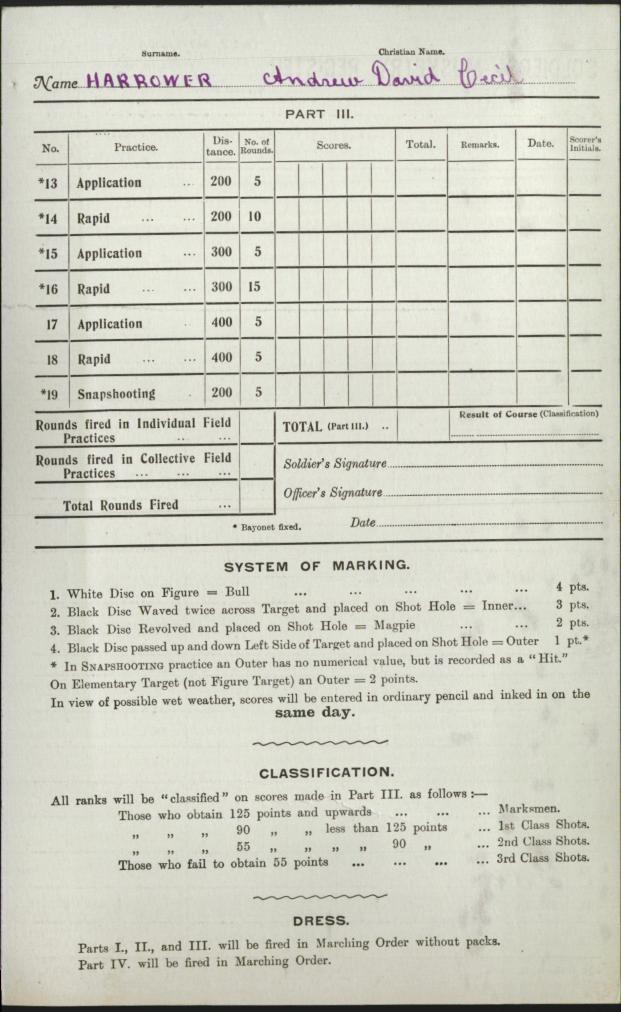 Surname. Christian Name.
Name HARROWER Andrew David Cecil
PART III.
No. Practice. Dis-tance. No. of Rounds. Scores. Total. Remarks. Date. Scorer's Initials.
*13 Application ... 200 5
*14 Rapid ... ... 200 10
*15 Application ... 300 5
*16 Rapid ... ... 300 15
17 Application 400 5
18 Rapid ... ... 400 5
*19 Snapshooting . 200 5
Rounds fired in Individual Field Practices ... ...
TOTAL (Part III.) ..
Result of Course (Classification)
Rounds fired in Collective Field Practices ... ... ...
Soldier's Signature
Total Rounds Fired ...
Officer's Signature
* Bayonet fixed.
Date
SYSTEM OF MARKING.
1. White Disc on Figure = Bull ... ... ... ... ... 4 pts.
2. Black Disc Waved twice across Target and placed on Shot Hole = Inner... 3 pts.
3. Black Disc Revolved and placed on Shot Hole = Magpie ... ... 2 pts.
4. Black Disc passed up and down Left Side of Target and placed on Shot Hole = Outer 1 pt.*
* In SNAPSHOOTING practice an Outer has no numerical value, but is recorded as a "Hit."
On Elementary Target (not Figure Target) an Outer = 2 points.
In view of possible wet weather, scores will be entered in ordinary pencil and inked in on the
same day.
CLASSIFICATION.
All ranks will be "classified" on scores made in Part III. as follows :—
Those who obtain 125 points and upwards ... ... ... Marksmen.
„ „ „ 90 „ „ less than 125 points ... 1st Class Shots.
„ „ „ 55 „ „ „ „ 90 „ ... 2nd Class Shots.
Those who fail to obtain 55 points ... ... ... ... 3rd Class Shots.
DRESS.
Parts I., II., and III. will be fired in Marching Order without packs.
Part IV. will be fired in Marching Order.